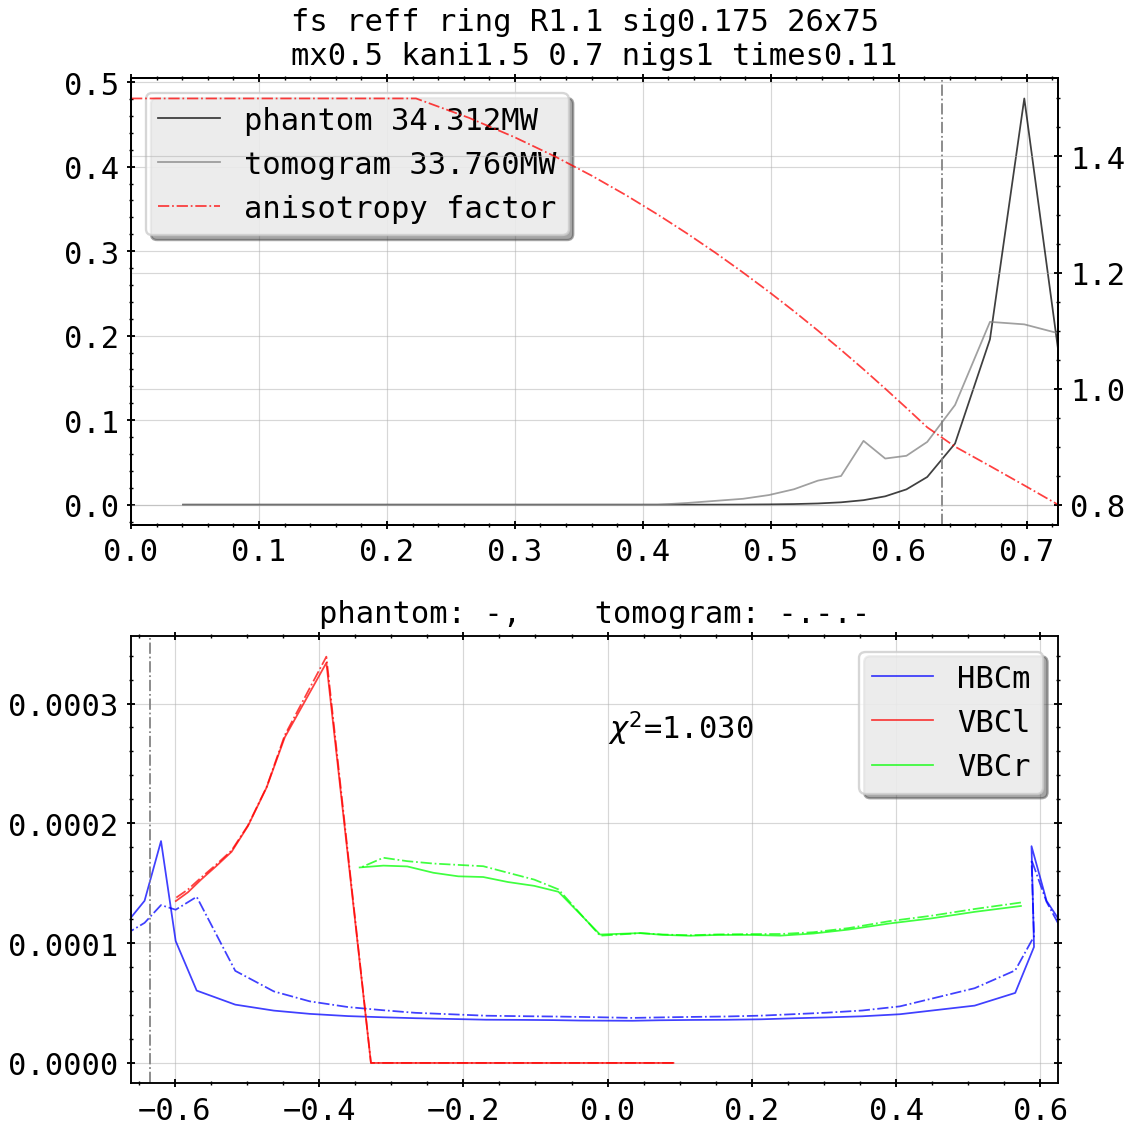 fs reff ring R1.1 sig0.175 26x75
mx0.5 kani1.5 0.7 nigs1 times0.11
0.5
0.4
0.3
0.2
0.1
0.0
phantom 34.312MW
tomogram 33.760MW
anisotropy factor
1.4
1.2
1.0
0.8
0.0 0.1 0.2 0.3 0.4 0.5 0.6 0.7
phantom: -, tomogram: -.-.-
0.0003
0.0002
0.0001
0.0000
χ²=1.030
HBCm
VBCl
VBCr
−0.6 −0.4 −0.2 0.0 0.2 0.4 0.6